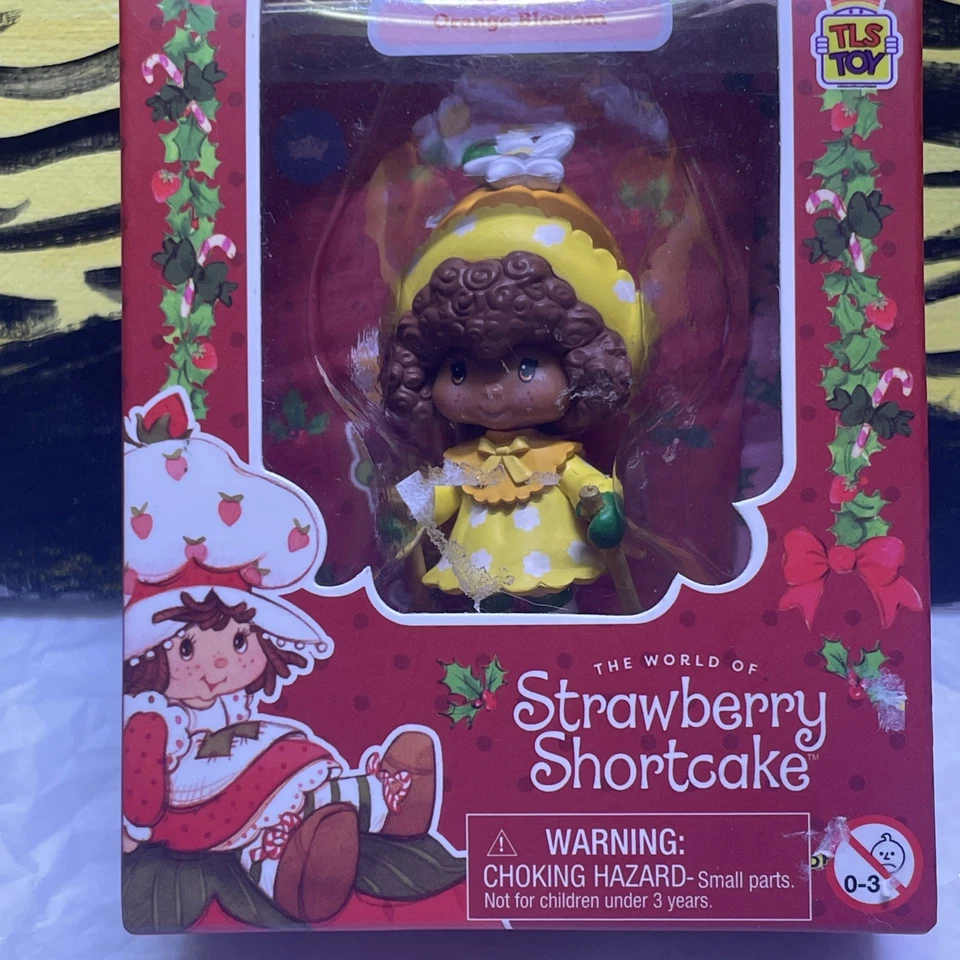 Orange Blossom
TLS
TOY
THE WORLD OF
Strawberry
Shortcake™
WARNING:
CHOKING HAZARD- Small parts.
Not for children under 3 years.
0-3